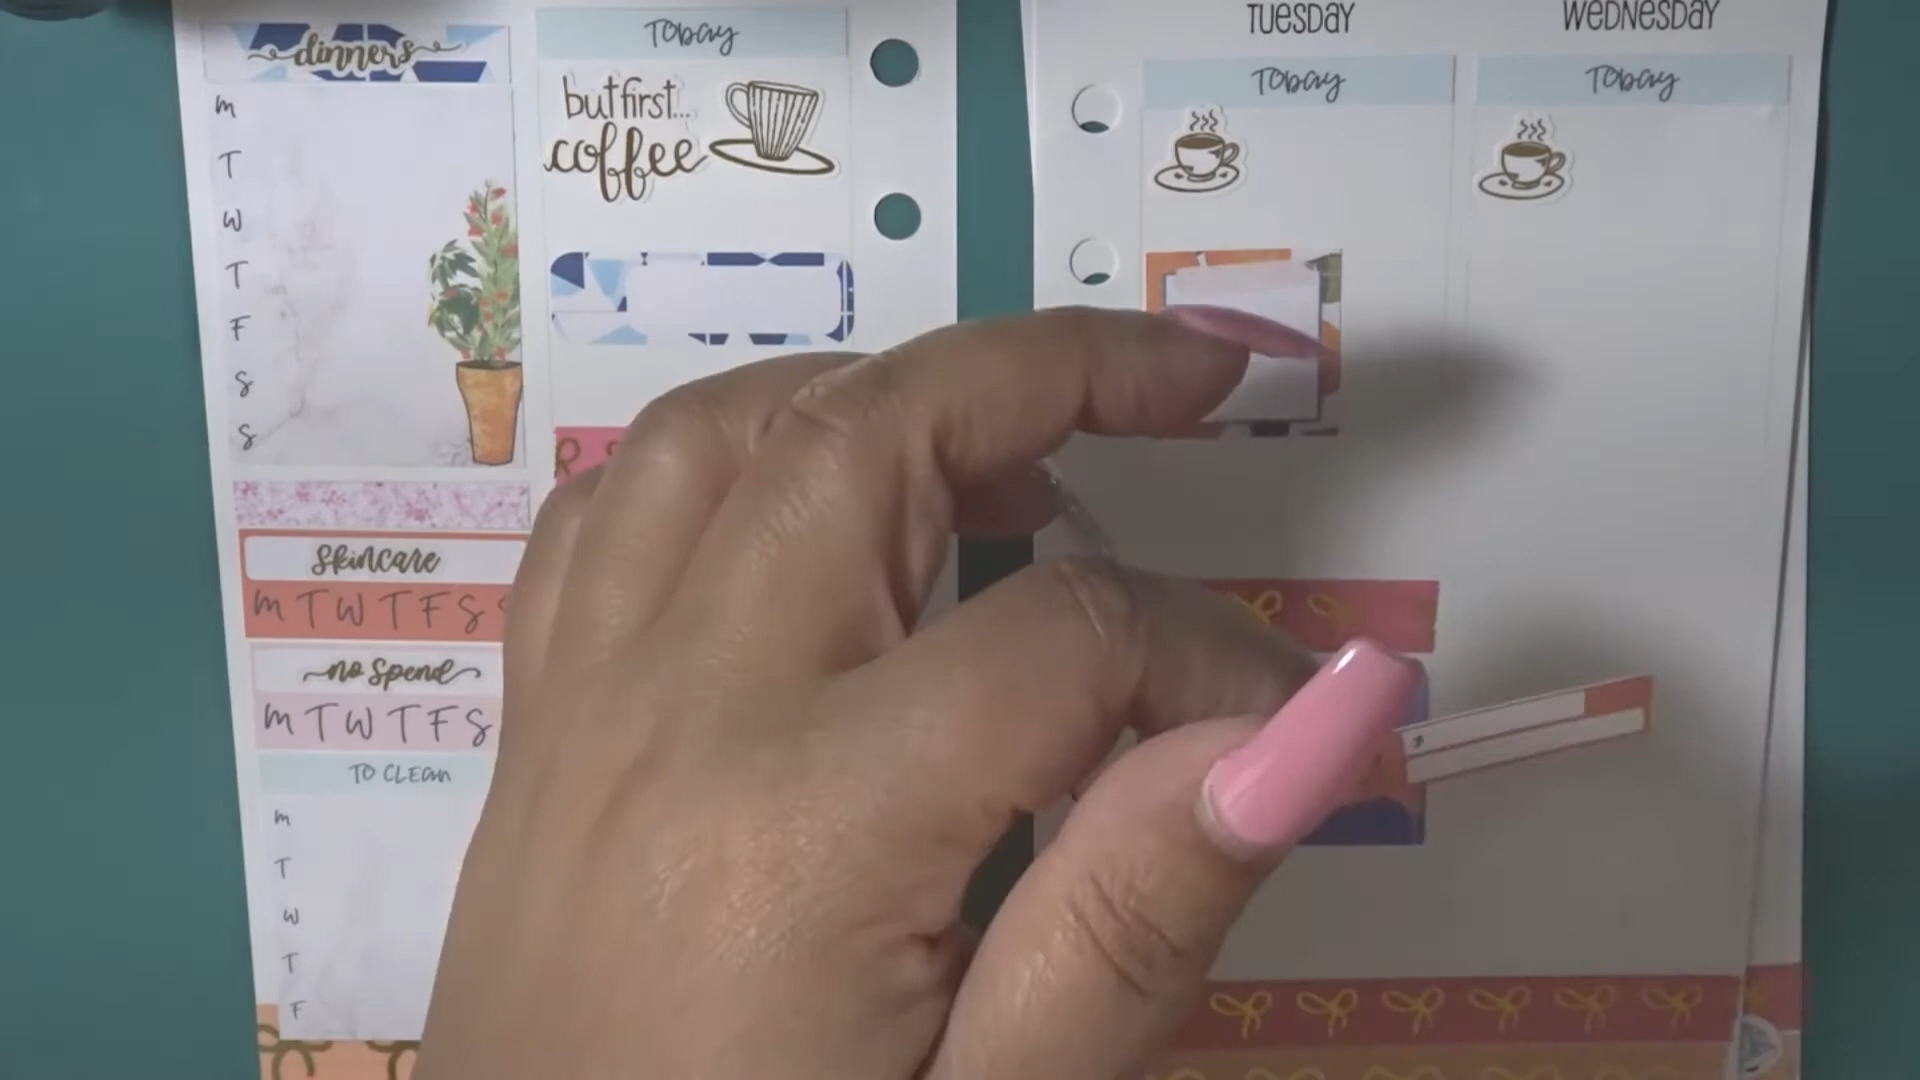 dinners
m
T
W
T
F
S
S
skincare
m T W T F S
no spend
m T W T F S
TO CLean
m
T
W
T
F
TODay
but first...
coffee
TUESDAY
TODay
WEDNESDAY
TODay